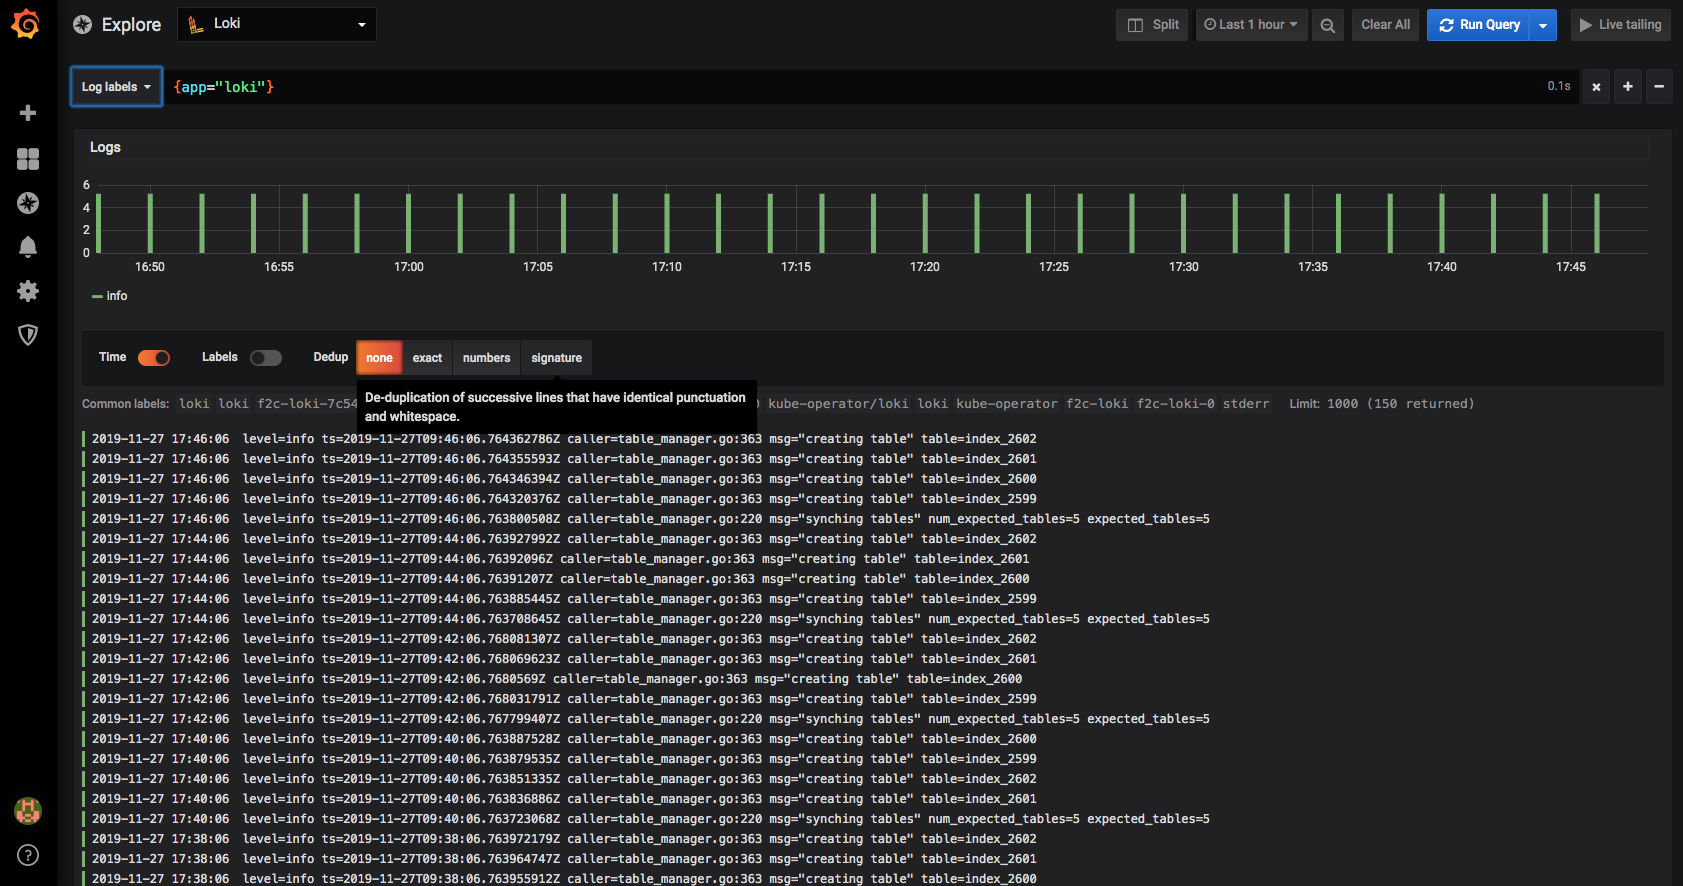 Explore
Loki
Split
Last 1 hour
Clear All
Run Query
Live tailing
Log labels
{app="loki"}
0.1s
Logs
6
4
2
0
16:50 16:55 17:00 17:05 17:10 17:15 17:20 17:25 17:30 17:35 17:40 17:45
info
Time Labels Dedup none exact numbers signature
De-duplication of successive lines that have identical punctuation
and whitespace.
Common labels: loki loki f2c-loki-7c54 kube-operator/loki loki kube-operator f2c-loki f2c-loki-0 stderr Limit: 1000 (150 returned)
2019-11-27 17:46:06 level=info ts=2019-11-27T09:46:06.764362786Z caller=table_manager.go:363 msg="creating table" table=index_2602
2019-11-27 17:46:06 level=info ts=2019-11-27T09:46:06.764355593Z caller=table_manager.go:363 msg="creating table" table=index_2601
2019-11-27 17:46:06 level=info ts=2019-11-27T09:46:06.764346394Z caller=table_manager.go:363 msg="creating table" table=index_2600
2019-11-27 17:46:06 level=info ts=2019-11-27T09:46:06.764320376Z caller=table_manager.go:363 msg="creating table" table=index_2599
2019-11-27 17:46:06 level=info ts=2019-11-27T09:46:06.763800508Z caller=table_manager.go:220 msg="synching tables" num_expected_tables=5 expected_tables=5
2019-11-27 17:44:06 level=info ts=2019-11-27T09:44:06.763927992Z caller=table_manager.go:363 msg="creating table" table=index_2602
2019-11-27 17:44:06 level=info ts=2019-11-27T09:44:06.76392096Z caller=table_manager.go:363 msg="creating table" table=index_2601
2019-11-27 17:44:06 level=info ts=2019-11-27T09:44:06.76391207Z caller=table_manager.go:363 msg="creating table" table=index_2600
2019-11-27 17:44:06 level=info ts=2019-11-27T09:44:06.763885445Z caller=table_manager.go:363 msg="creating table" table=index_2599
2019-11-27 17:44:06 level=info ts=2019-11-27T09:44:06.763708645Z caller=table_manager.go:220 msg="synching tables" num_expected_tables=5 expected_tables=5
2019-11-27 17:42:06 level=info ts=2019-11-27T09:42:06.768081307Z caller=table_manager.go:363 msg="creating table" table=index_2602
2019-11-27 17:42:06 level=info ts=2019-11-27T09:42:06.768069623Z caller=table_manager.go:363 msg="creating table" table=index_2601
2019-11-27 17:42:06 level=info ts=2019-11-27T09:42:06.7680569Z caller=table_manager.go:363 msg="creating table" table=index_2600
2019-11-27 17:42:06 level=info ts=2019-11-27T09:42:06.768031791Z caller=table_manager.go:363 msg="creating table" table=index_2599
2019-11-27 17:42:06 level=info ts=2019-11-27T09:42:06.767799407Z caller=table_manager.go:220 msg="synching tables" num_expected_tables=5 expected_tables=5
2019-11-27 17:40:06 level=info ts=2019-11-27T09:40:06.763887528Z caller=table_manager.go:363 msg="creating table" table=index_2600
2019-11-27 17:40:06 level=info ts=2019-11-27T09:40:06.763879535Z caller=table_manager.go:363 msg="creating table" table=index_2599
2019-11-27 17:40:06 level=info ts=2019-11-27T09:40:06.763851335Z caller=table_manager.go:363 msg="creating table" table=index_2602
2019-11-27 17:40:06 level=info ts=2019-11-27T09:40:06.763836886Z caller=table_manager.go:363 msg="creating table" table=index_2601
2019-11-27 17:40:06 level=info ts=2019-11-27T09:40:06.763723068Z caller=table_manager.go:220 msg="synching tables" num_expected_tables=5 expected_tables=5
2019-11-27 17:38:06 level=info ts=2019-11-27T09:38:06.763972179Z caller=table_manager.go:363 msg="creating table" table=index_2602
2019-11-27 17:38:06 level=info ts=2019-11-27T09:38:06.763964747Z caller=table_manager.go:363 msg="creating table" table=index_2601
2019-11-27 17:38:06 level=info ts=2019-11-27T09:38:06.763955912Z caller=table_manager.go:363 msg="creating table" table=index_2600